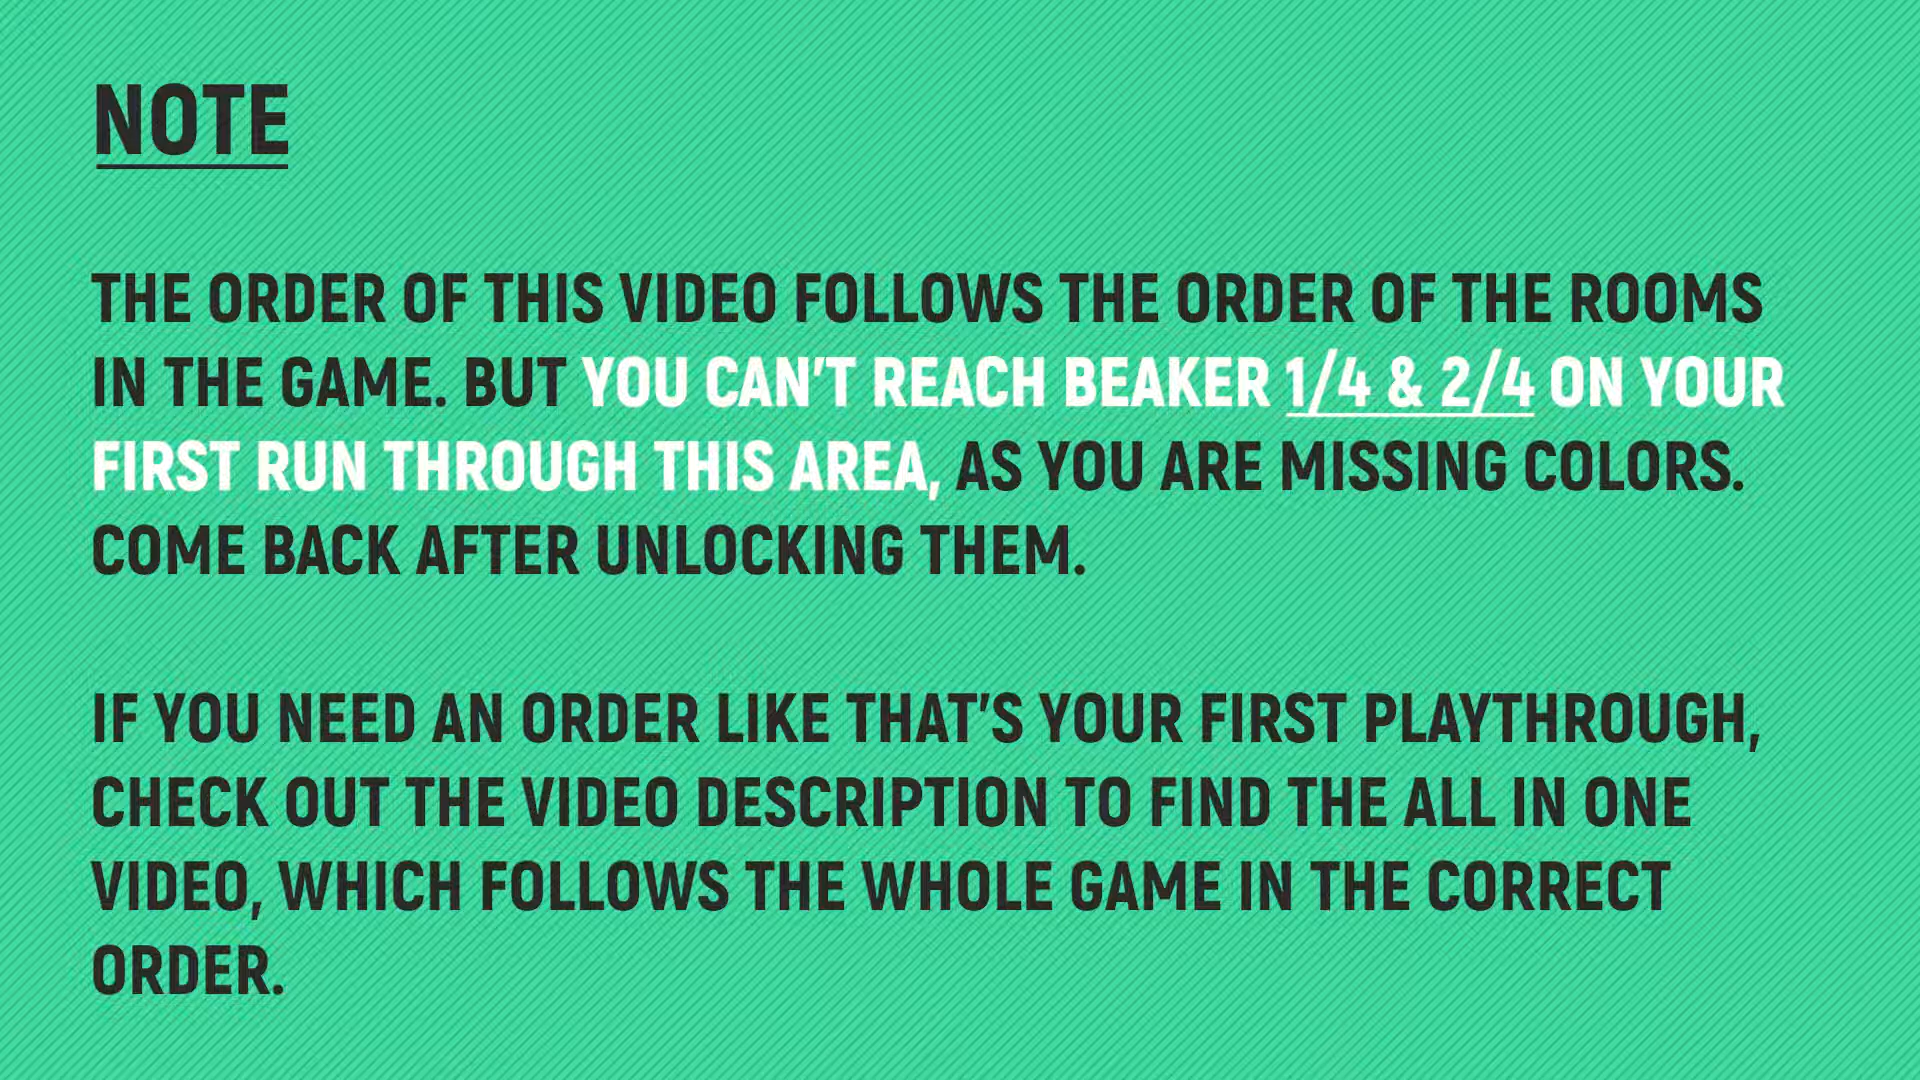 NOTE
THE ORDER OF THIS VIDEO FOLLOWS THE ORDER OF THE ROOMS
IN THE GAME. BUT YOU CAN'T REACH BEAKER 1/4 & 2/4 ON YOUR
FIRST RUN THROUGH THIS AREA, AS YOU ARE MISSING COLORS.
COME BACK AFTER UNLOCKING THEM.
IF YOU NEED AN ORDER LIKE THAT'S YOUR FIRST PLAYTHROUGH,
CHECK OUT THE VIDEO DESCRIPTION TO FIND THE ALL IN ONE
VIDEO, WHICH FOLLOWS THE WHOLE GAME IN THE CORRECT
ORDER.